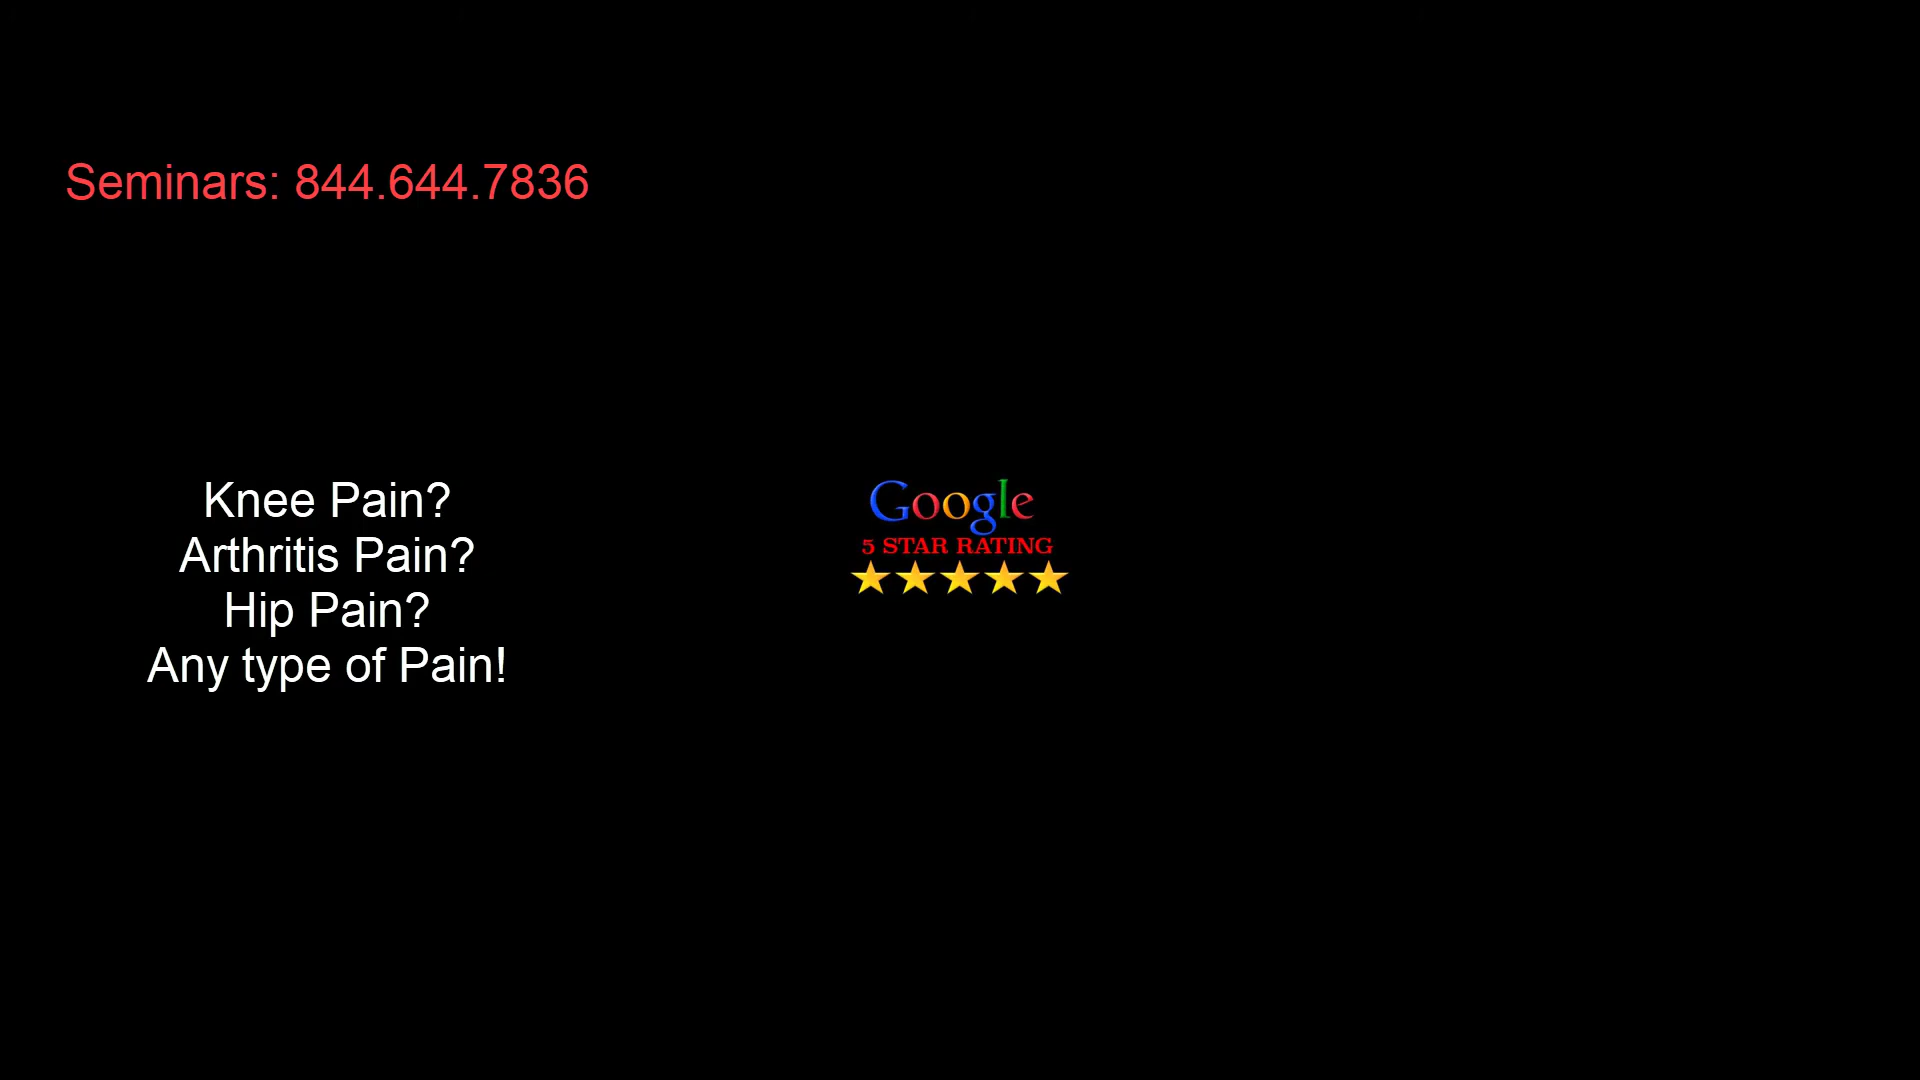 Seminars: 844.644.7836
Knee Pain?
Arthritis Pain?
Hip Pain?
Any type of Pain!
Google
5 STAR RATING